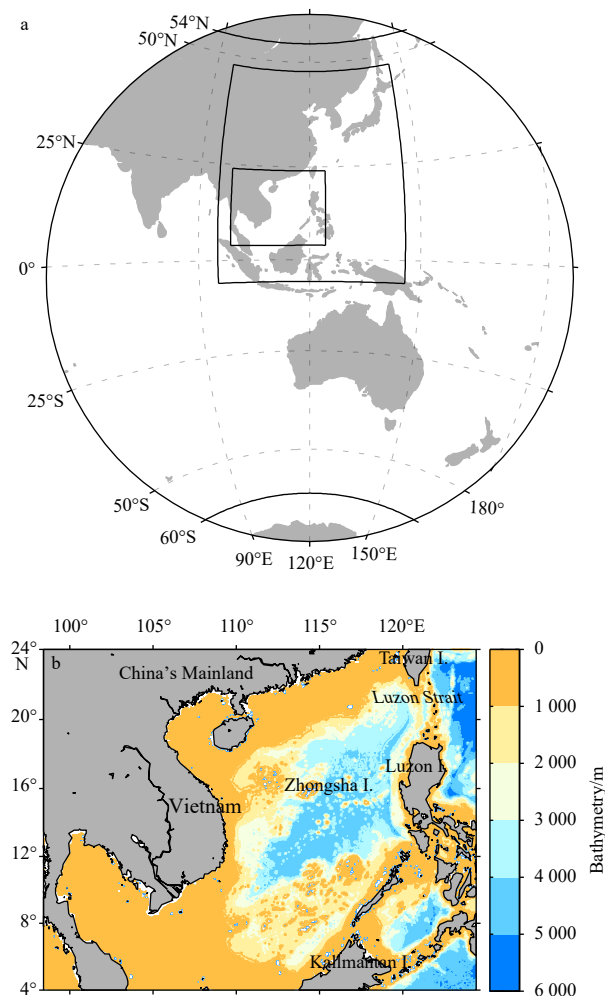 a
54°N
50°N
25°N
0°
25°S
50°S
60°S
90°E
120°E
150°E
180°
100°
105°
110°
115°
120°E
24°
N
20°
16°
12°
8°
4°
b
Taiwan I.
China's Mainland
Luzon Strait
Luzon I.
Zhongsha I.
Vietnam
Kalimantan I.
0
1 000
2 000
3 000
4 000
5 000
6 000
Bathymetry/m